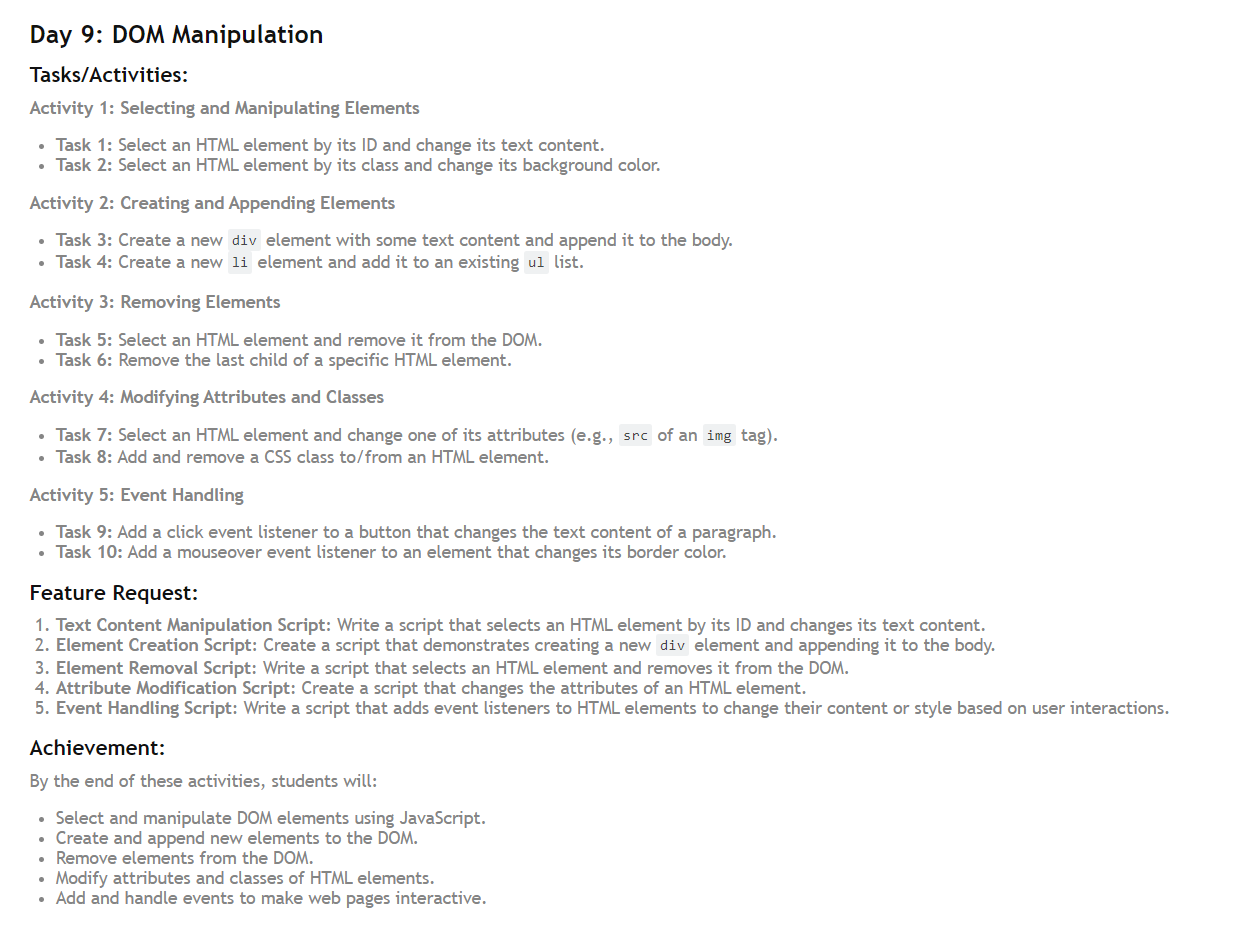 Day 9: DOM Manipulation
Tasks/Activities:
Activity 1: Selecting and Manipulating Elements
• Task 1: Select an HTML element by its ID and change its text content.
• Task 2: Select an HTML element by its class and change its background color.
Activity 2: Creating and Appending Elements
• Task 3: Create a new div element with some text content and append it to the body.
• Task 4: Create a new li element and add it to an existing ul list.
Activity 3: Removing Elements
• Task 5: Select an HTML element and remove it from the DOM.
• Task 6: Remove the last child of a specific HTML element.
Activity 4: Modifying Attributes and Classes
• Task 7: Select an HTML element and change one of its attributes (e.g., src of an img tag).
• Task 8: Add and remove a CSS class to/from an HTML element.
Activity 5: Event Handling
• Task 9: Add a click event listener to a button that changes the text content of a paragraph.
• Task 10: Add a mouseover event listener to an element that changes its border color.
Feature Request:
1. Text Content Manipulation Script: Write a script that selects an HTML element by its ID and changes its text content.
2. Element Creation Script: Create a script that demonstrates creating a new div element and appending it to the body.
3. Element Removal Script: Write a script that selects an HTML element and removes it from the DOM.
4. Attribute Modification Script: Create a script that changes the attributes of an HTML element.
5. Event Handling Script: Write a script that adds event listeners to HTML elements to change their content or style based on user interactions.
Achievement:
By the end of these activities, students will:
• Select and manipulate DOM elements using JavaScript.
• Create and append new elements to the DOM.
• Remove elements from the DOM.
• Modify attributes and classes of HTML elements.
• Add and handle events to make web pages interactive.